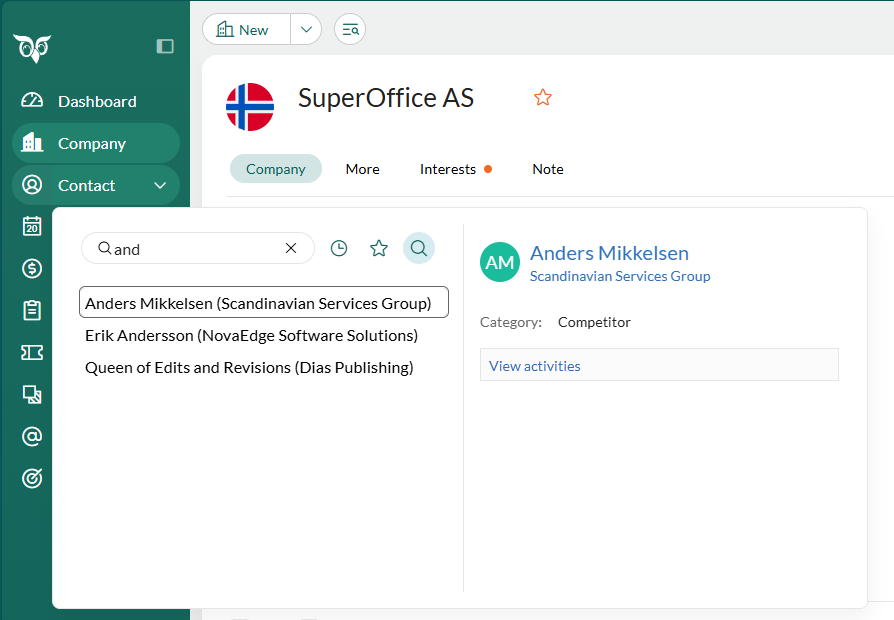 New
SuperOffice AS
Dashboard
Company
Contact
Company
More
Interests
Note
20
and
Anders Mikkelsen (Scandinavian Services Group)
Erik Andersson (NovaEdge Software Solutions)
Queen of Edits and Revisions (Dias Publishing)
AM
Anders Mikkelsen
Scandinavian Services Group
Category: Competitor
View activities